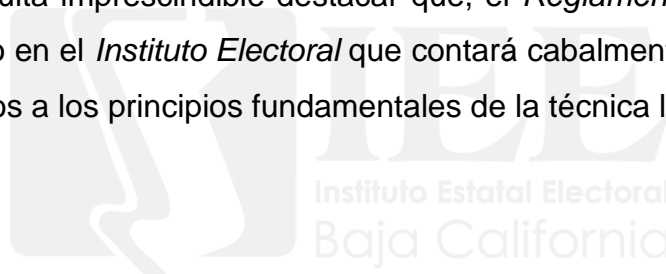 imprescindible destacar que, el Reglamen
en el Instituto Electoral que contará cabalment
os a los principios fundamentales de la técnica l
IEE
Instituto Estatal Electoral
Baja California